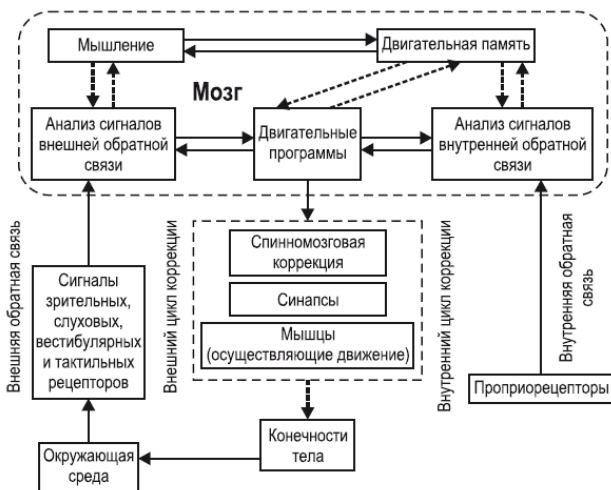 Мышление
Двигательная память
Мозг
Анализ сигналов
внешней обратной
связи
Двигательные
программы
Анализ сигналов
внутренней обратной
связи
Внешняя обратная связь
Сигналы
зрительных,
слуховых,
вестибулярных
и тактильных
рецепторов
Внешний цикл коррекции
Спинномозговая
коррекция
Синапсы
Мышцы
(осуществляющие движение)
Внутренний цикл коррекции
Внутренняя обратная
связь
Проприорецепторы
Окружающая
среда
Конечности
тела